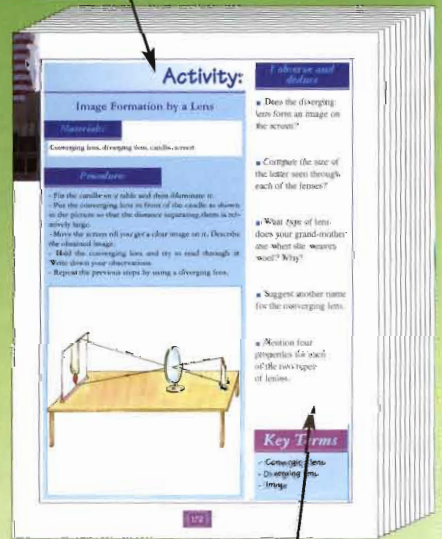 Activity:
Image Formation by a Lens
Materials:
Converging lens, diverging lens, candle, screen
Procedure:
- Fix the candle on a table and then illuminate it.
- Put the converging lens in front of the candle as shown
in the picture so that the distance separating them is rel-
atively large.
- Move the screen till you get a clear image on it. Describe
the obtained image.
- Hold the converging lens and try to read through it.
Write down your observations.
- Repeat the previous steps by using a diverging lens.
I observe and
deduce
■ Does the diverging
lens form an image on
the screen?
■ Compare the size of
the letter seen through
each of the lenses?
■ What type of lens
does your grand-mother
use when she weaves
wool? Why?
■ Suggest another name
for the converging lens.
■ Mention four
properties for each
of the two types
of lenses.
Key Terms
- Converging lens
- Diverging lens
- Image
172